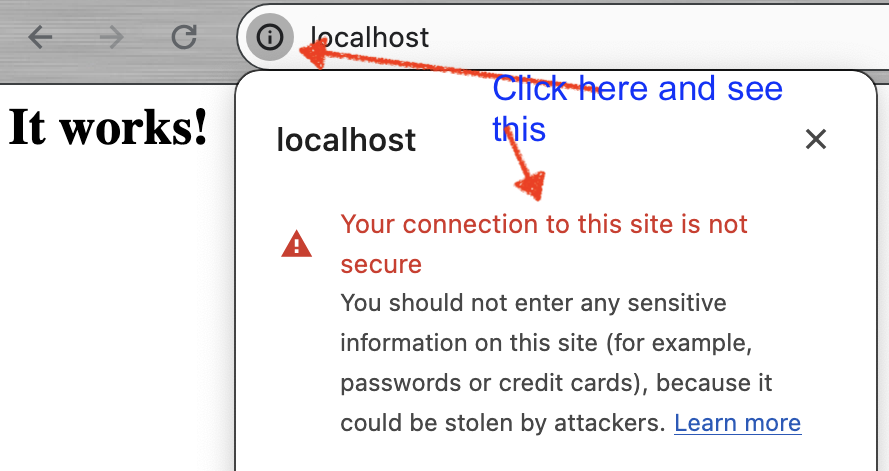 localhost
Click here and see
this
It works!
localhost
Your connection to this site is not
secure
You should not enter any sensitive
information on this site (for example,
passwords or credit cards), because it
could be stolen by attackers. Learn more